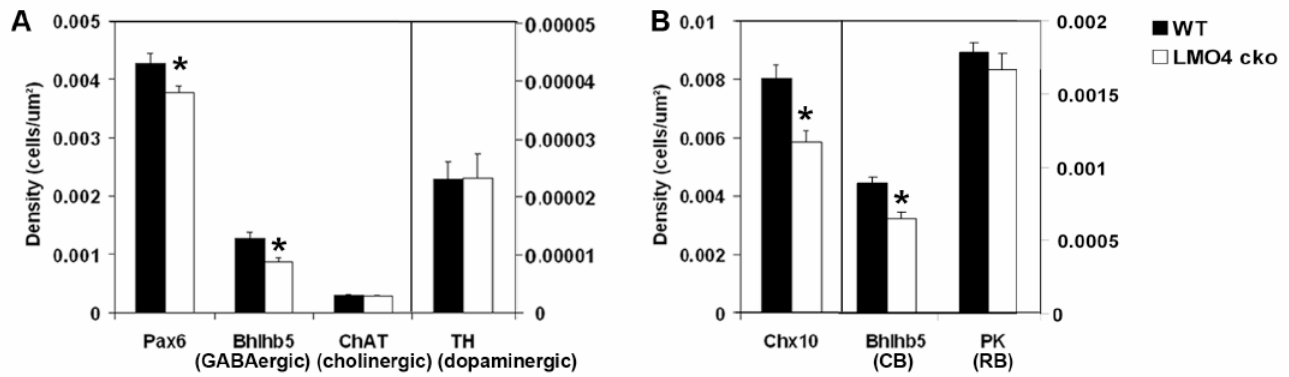 A
Density (cells/um²)
0.005
0.004
0.003
0.002
0.001
0
*
*
0.00005
0.00004
0.00003
0.00002
0.00001
0
Pax6 Bhlhb5 ChAT TH
(GABAergic) (cholinergic) (dopaminergic)
B
Density (cells/um²)
0.01
0.008
0.006
0.004
0.002
0
*
*
0.002
0.0015
0.001
0.0005
0
Chx10 Bhlhb5 PK
(CB) (RB)
WT
LMO4 cko